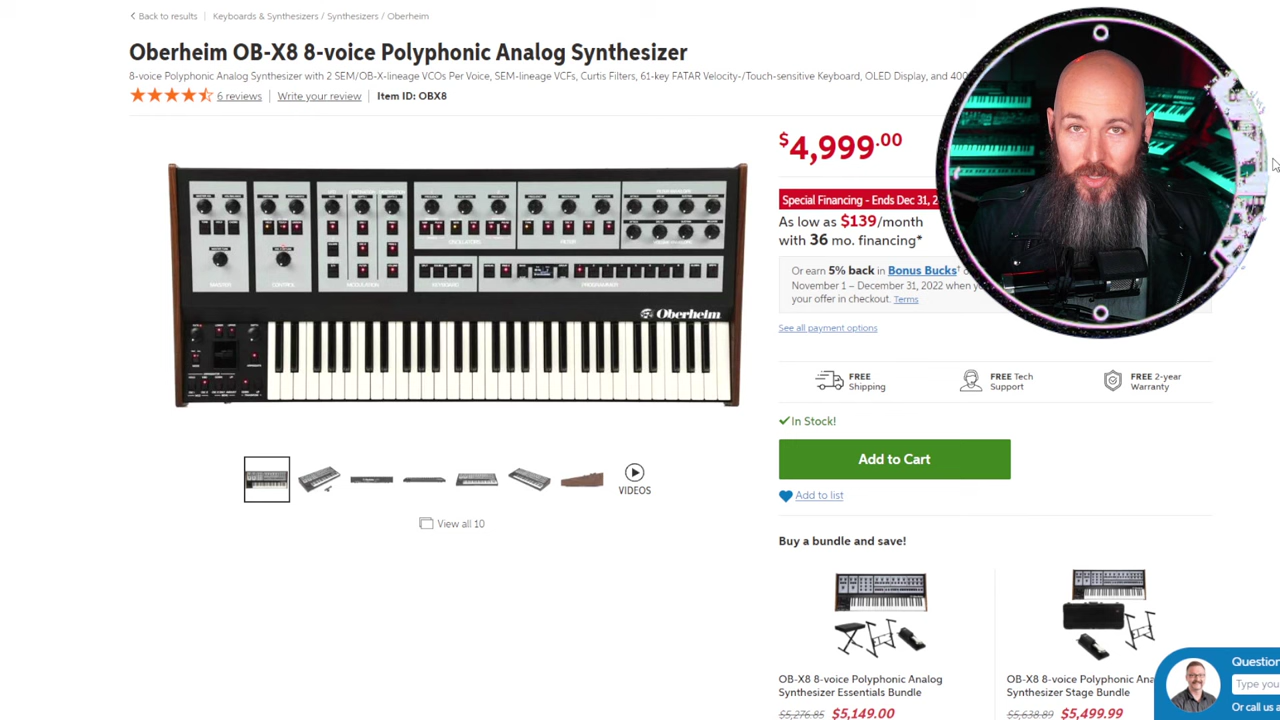 Back to results
Keyboards & Synthesizers / Synthesizers / Oberheim
Oberheim OB-X8 8-voice Polyphonic Analog Synthesizer
8-voice Polyphonic Analog Synthesizer with 2 SEM/OB-X-lineage VCOs Per Voice, SEM-lineage VCFs, Curtis Filters, 61-key FATAR Velocity-/Touch-sensitive Keyboard, OLED Display, and 400
6 reviews
Write your review
Item ID: OBX8
$4,999.00
Special Financing - Ends Dec 31, 2
As low as $139/month
with 36 mo. financing*
Or earn 5% back in Bonus Bucks†
November 1 – December 31, 2022 when
your offer in checkout. Terms
See all payment options
FREE
Shipping
FREE Tech
Support
FREE 2-year
Warranty
OSCILLATORS
FILTER
MASTER
CONTROL
MODULATION
KEYBOARD
PROGRAMMER
Oberheim
In Stock!
Add to Cart
Add to list
VIDEOS
View all 10
Buy a bundle and save!
OB-X8 8-voice Polyphonic Analog
Synthesizer Essentials Bundle
$5,276.85 $5,149.00
OB-X8 8-voice Polyphonic Ana
Synthesizer Stage Bundle
$5,638.89 $5,499.99
Question
Type you
Or call us a